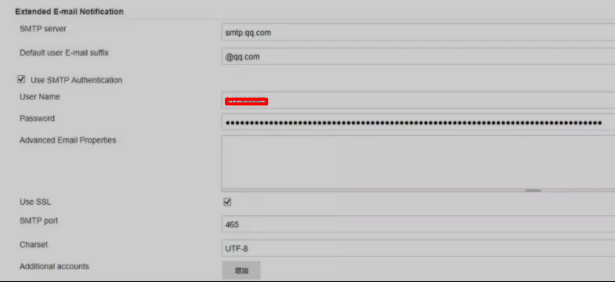 Extended E-mail Notification
SMTP server
smtp.qq.com
Default user E-mail suffix
@qq.com
Use SMTP Authentication
User Name
Password
••••••••••••••••••••••••••••••••••••••••••••••••••••••••••••••••••••••••••
Advanced Email Properties
Use SSL
SMTP port
465
Charset
UTF-8
Additional accounts
增加